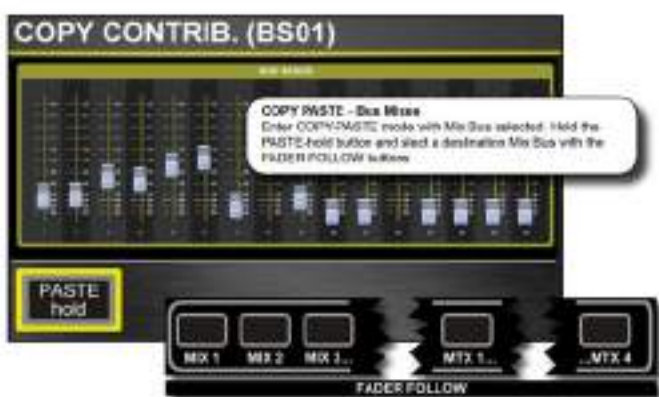 COPY CONTRIB. (BS01)
COPY PASTE - Bus Mixes
Enter COPY-PASTE mode with Mix Bus selected. Hold the
PASTE-hold button and slect a destination Mix Bus with the
FADER FOLLOW buttons
PASTE
hold
MIX 1 MIX 2 MIX 3... MTX 1... ...MTX 4
FADER FOLLOW